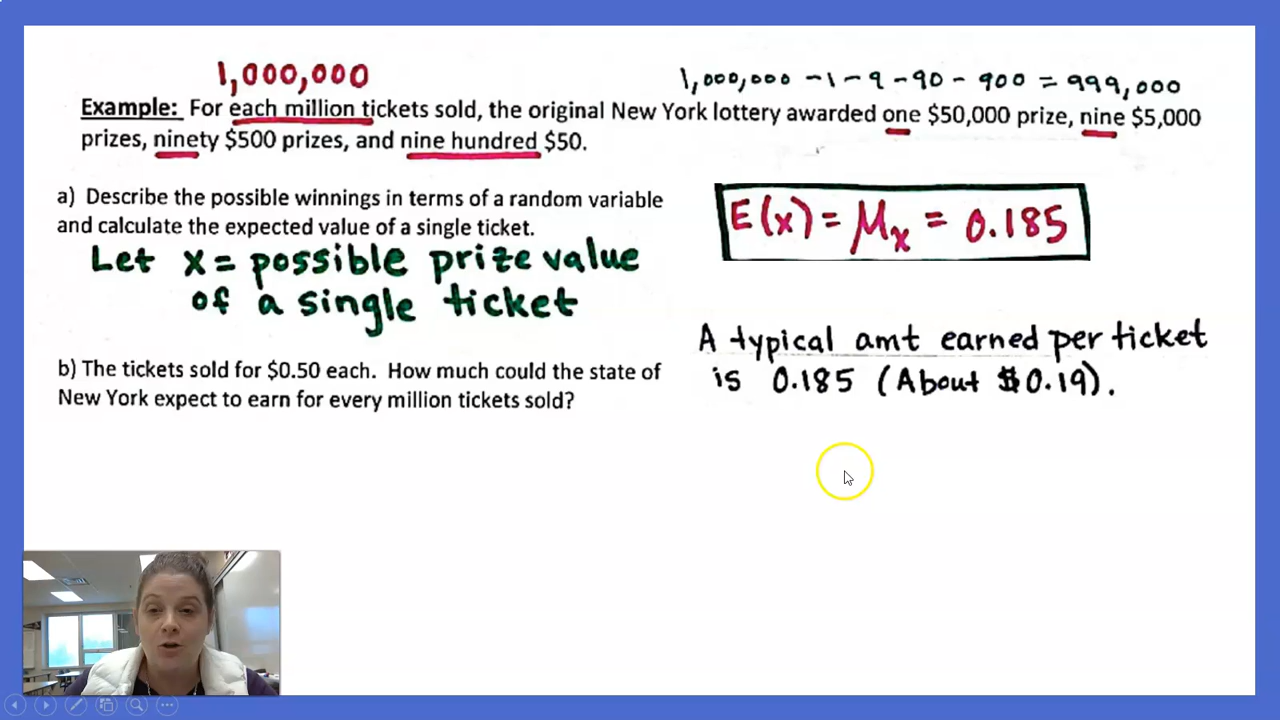 1,000,000
1,000,000 - 1 - 9 - 90 - 900 = 999,000
Example: For each million tickets sold, the original New York lottery awarded one $50,000 prize, nine $5,000
prizes, ninety $500 prizes, and nine hundred $50.
a) Describe the possible winnings in terms of a random variable
and calculate the expected value of a single ticket.
Let x = possible prize value
of a single ticket
E(x) = μx = 0.185
A typical amt earned per ticket
is 0.185 (About $0.19).
b) The tickets sold for $0.50 each. How much could the state of
New York expect to earn for every million tickets sold?